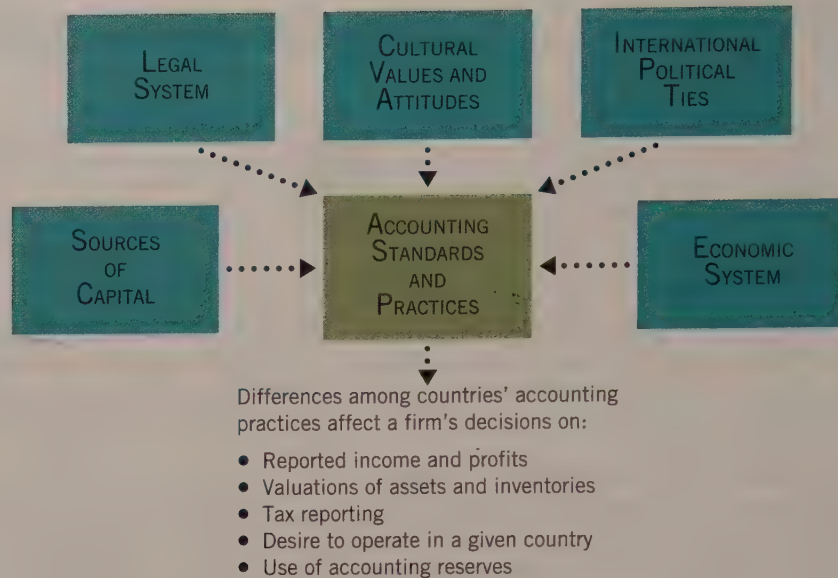 LEGAL
SYSTEM
CULTURAL
VALUES AND
ATTITUDES
INTERNATIONAL
POLITICAL
TIES
SOURCES
OF
CAPITAL
ACCOUNTING
STANDARDS
AND
PRACTICES
ECONOMIC
SYSTEM
Differences among countries' accounting
practices affect a firm's decisions on:
• Reported income and profits
• Valuations of assets and inventories
• Tax reporting
• Desire to operate in a given country
• Use of accounting reserves